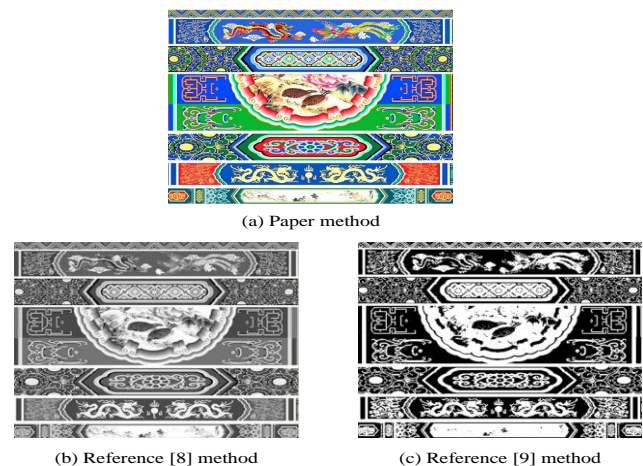 (a) Paper method
(b) Reference [8] method
(c) Reference [9] method